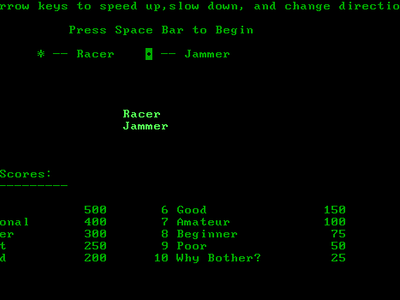 rrow keys to speed up,slow down, and change directio
Press Space Bar to Begin
* -- Racer -- Jammer
Racer
Jammer
Scores:
---------
500 6 Good 150
onal 400 7 Amateur 100
er 300 8 Beginner 75
t 250 9 Poor 50
d 200 10 Why Bother? 25